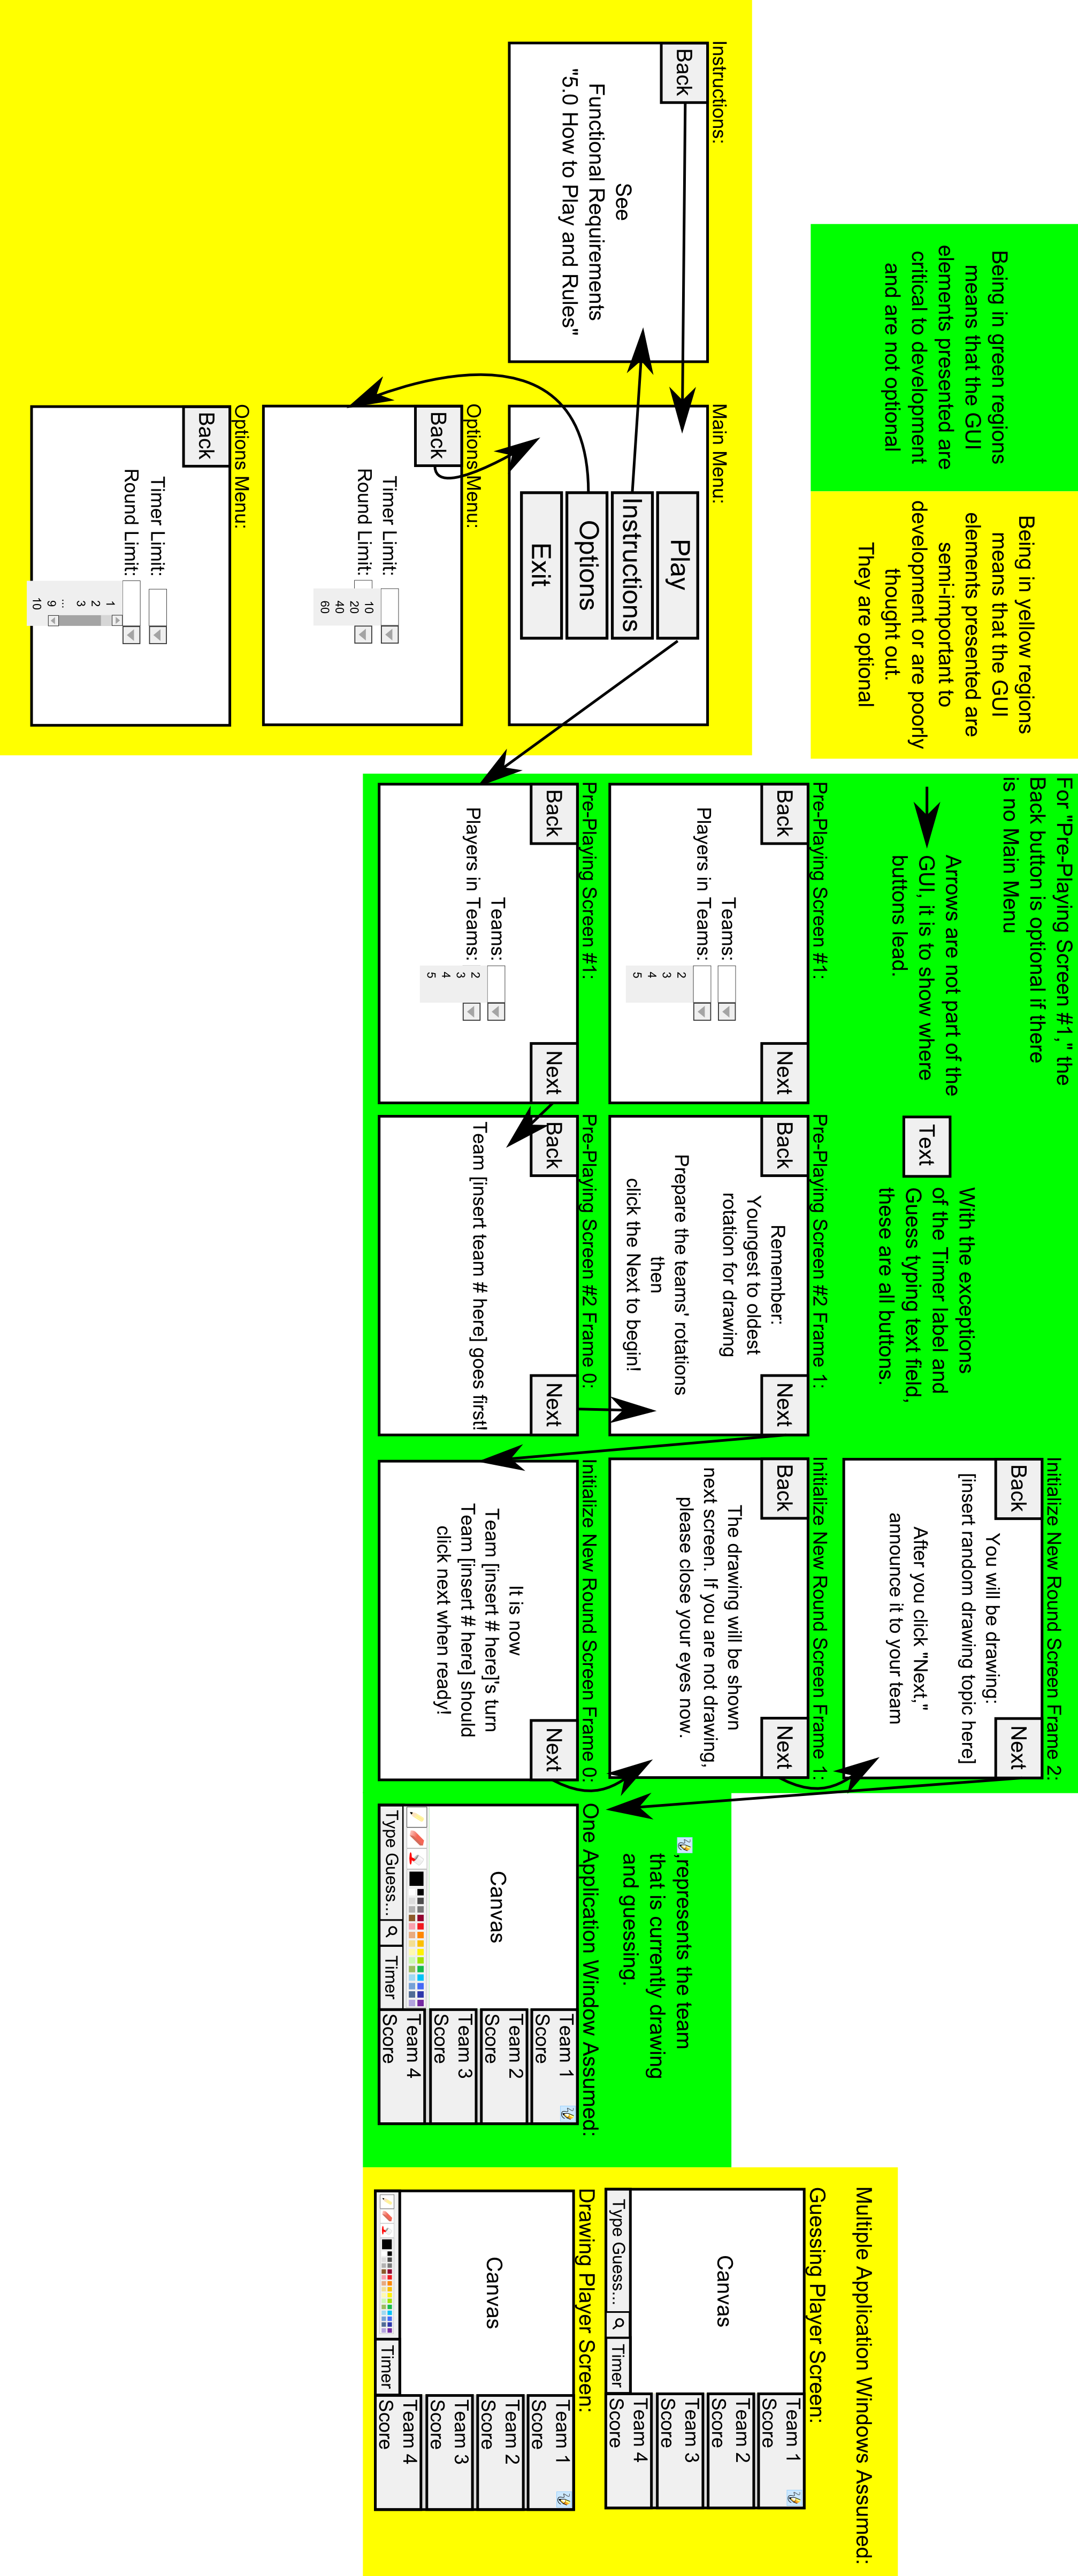 Being in green regions
means that the GUI
elements presented are
critical to development
and are not optional
Being in yellow regions
means that the GUI
elements presented are
semi-important to
development or are poorly
thought out.
They are optional
For "Pre-Playing Screen #1," the
Back button is optional if there
is no Main Menu
Arrows are not part of the
GUI, it is to show where
buttons lead.
Text
With the exceptions
of the Timer label and
Guess typing text field,
these are all buttons.
Instructions:
Back
See
Functional Requirements
"5.0 How to Play and Rules"
Main Menu:
Play
Instructions
Options
Exit
Options Menu:
Back
Timer Limit:
Round Limit:
10
20
40
60
Options Menu:
Back
Timer Limit:
Round Limit:
1
2
3
...
9
10
Pre-Playing Screen #1:
Back
Next
Teams:
Players in Teams:
2
3
4
5
Pre-Playing Screen #1:
Back
Next
Teams:
Players in Teams:
2
3
4
5
Pre-Playing Screen #2 Frame 1:
Back
Next
Remember:
Youngest to oldest
rotation for drawing
Prepare the teams' rotations
then
click the Next to begin!
Pre-Playing Screen #2 Frame 0:
Back
Next
Team [insert team # here] goes first!
Initialize New Round Screen Frame 2:
Back
Next
You will be drawing:
[insert random drawing topic here]
After you click "Next,"
announce it to your team
Initialize New Round Screen Frame 1:
Back
Next
The drawing will be shown
next screen. If you are not drawing,
please close your eyes now.
Initialize New Round Screen Frame 0:
Next
It is now
Team [insert # here]'s turn
Team [insert # here] should
click next when ready!
,represents the team
that is currently drawing
and guessing.
One Application Window Assumed:
Canvas
Type Guess...
Timer
Team 1
Score
Team 2
Score
Team 3
Score
Team 4
Score
Multiple Application Windows Assumed:
Guessing Player Screen:
Canvas
Type Guess...
Timer
Team 1
Score
Team 2
Score
Team 3
Score
Team 4
Score
Drawing Player Screen:
Canvas
Timer
Team 1
Score
Team 2
Score
Team 3
Score
Team 4
Score